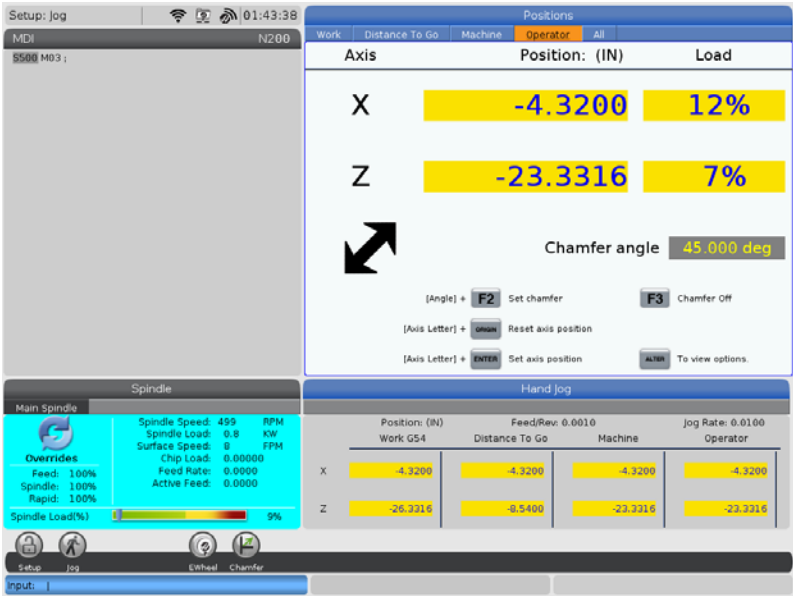 Setup: Jog 01:43:38
MDI N200
S500 M03 ;
Positions
Work Distance To Go Machine Operator All
Axis Position: (IN) Load
X -4.3200 12%
Z -23.3316 7%
Chamfer angle 45.000 deg
[Angle] + F2 Set chamfer F3 Chamfer Off
[Axis Letter] + ORIGIN Reset axis position
[Axis Letter] + ENTER Set axis position ALTER To view options.
Spindle
Main Spindle
Overrides
Feed: 100%
Spindle: 100%
Rapid: 100%
Spindle Speed: 499 RPM
Spindle Load: 0.8 KW
Surface Speed: 8 FPM
Chip Load: 0.00000
Feed Rate: 0.0000
Active Feed: 0.0000
Spindle Load(%) 9%
Hand Jog
Position: (IN) Feed/Rev: 0.0010 Jog Rate: 0.0100
Work G54 Distance To Go Machine Operator
X -4.3200 -4.3200 -4.3200 -4.3200
Z -26.3316 -8.5400 -23.3316 -23.3316
Setup Jog EWheel Chamfer
Input: